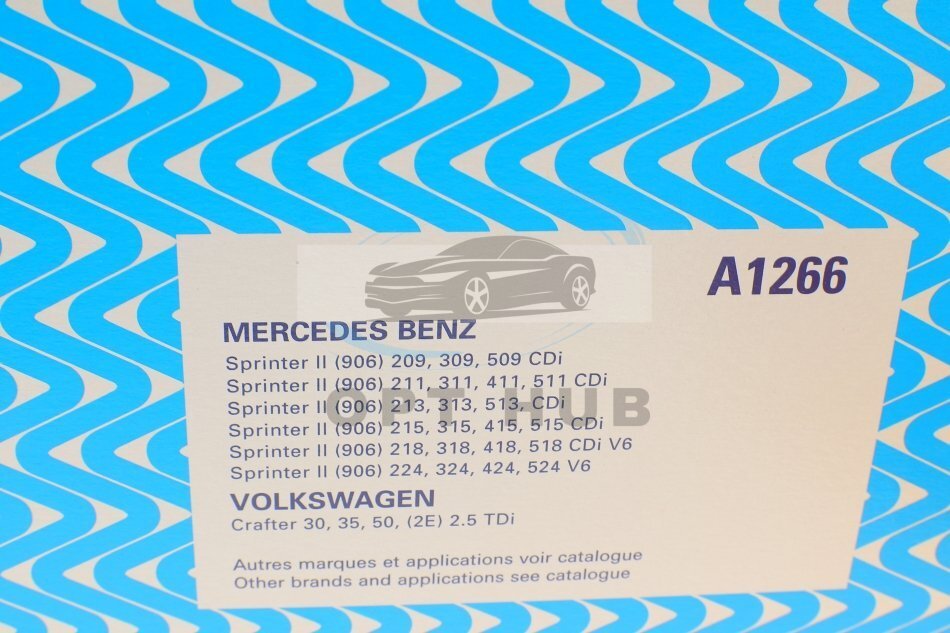 A1266
MERCEDES BENZ
Sprinter II (906) 209, 309, 509 CDi
Sprinter II (906) 211, 311, 411, 511 CDi
Sprinter II (906) 213, 313, 513, CDi
OPT HUB
Sprinter II (906) 215, 315, 415, 515 CDi
Sprinter II (906) 218, 318, 418, 518 CDi V6
Sprinter II (906) 224, 324, 424, 524 V6
VOLKSWAGEN
Crafter 30, 35, 50, (2E) 2.5 TDi
Autres marques et applications voir catalogue
Other brands and applications see catalogue